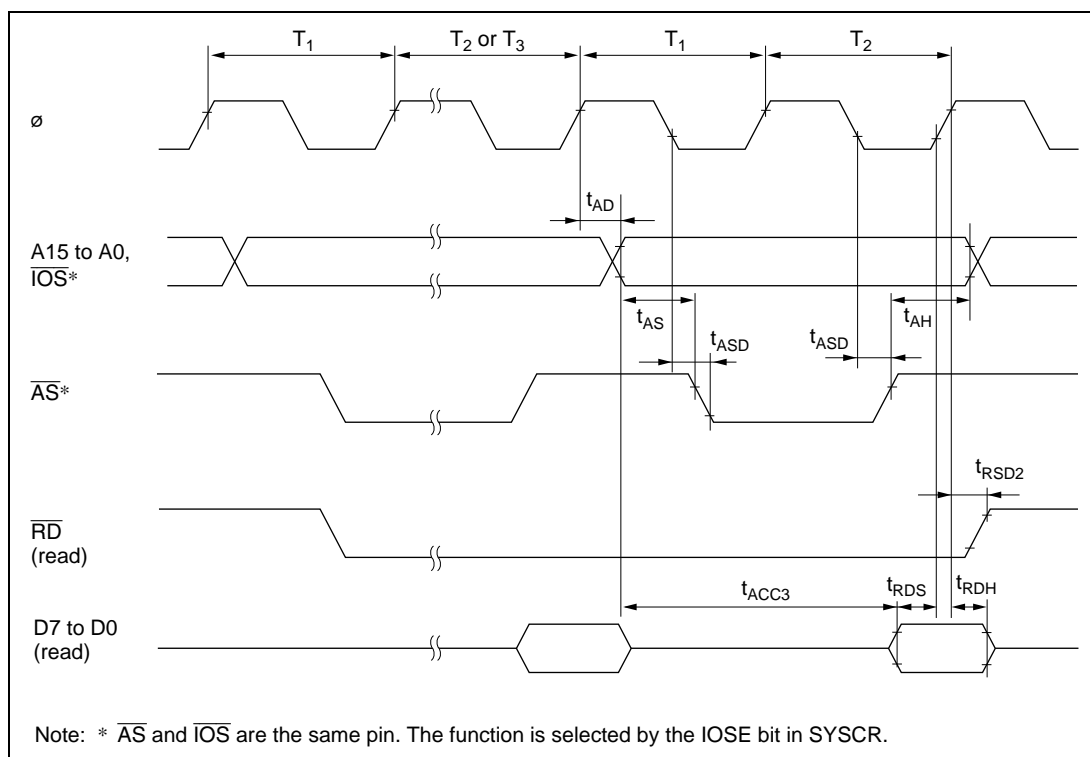 T1 T2 or T3 T1 T2
ø
tAD
A15 to A0,
IOS*
tAS tAH
tASD tASD
AS*
tRSD2
RD
(read)
tACC3 tRDS tRDH
D7 to D0
(read)
Note: * AS and IOS are the same pin. The function is selected by the IOSE bit in SYSCR.